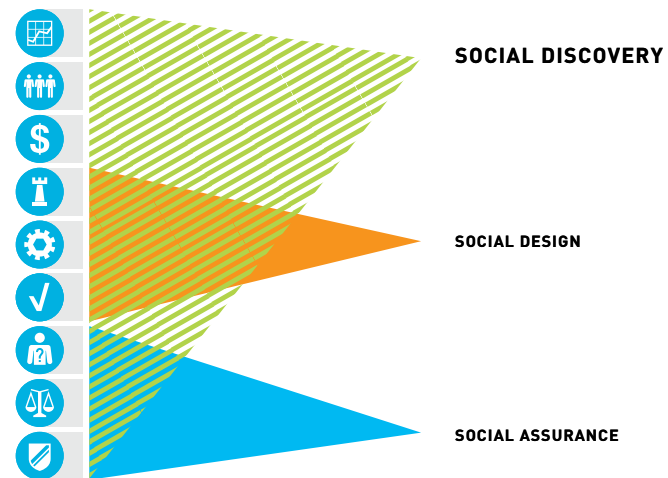 SOCIAL DISCOVERY
$
SOCIAL DESIGN
√
?
SOCIAL ASSURANCE